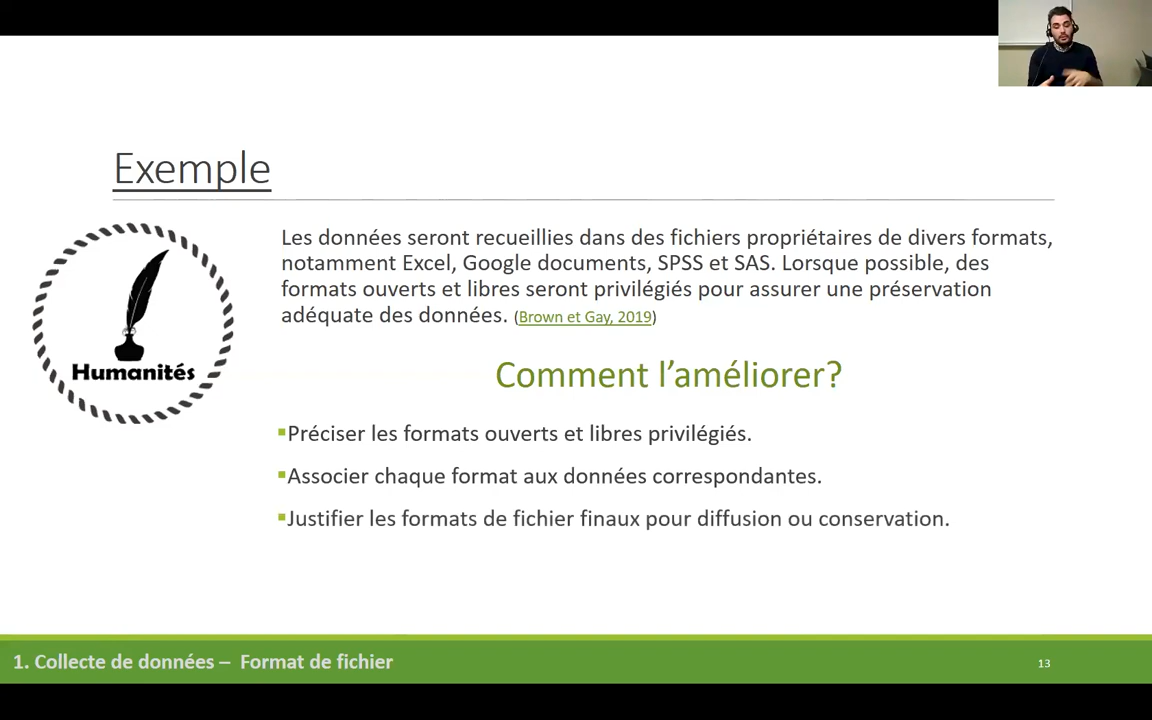 Exemple
Les données seront recueillies dans des fichiers propriétaires de divers formats,
notamment Excel, Google documents, SPSS et SAS. Lorsque possible, des
formats ouverts et libres seront privilégiés pour assurer une préservation
adéquate des données. (Brown et Gay, 2019)
Humanités
Comment l’améliorer?
▪Préciser les formats ouverts et libres privilégiés.
▪Associer chaque format aux données correspondantes.
▪Justifier les formats de fichier finaux pour diffusion ou conservation.
1. Collecte de données – Format de fichier
13